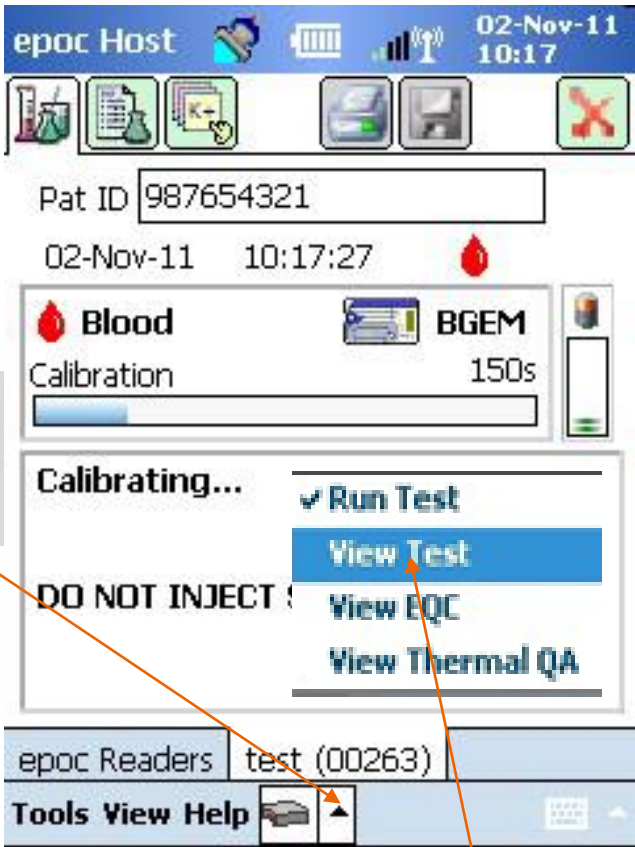 epoc Host
02-Nov-11
10:17
K+
Pat ID 987654321
02-Nov-11 10:17:27
Blood BGEM
Calibration 150s
Calibrating...
✓ Run Test
View Test
DO NOT INJECT
View EQC
View Thermal QA
epoc Readers test (00263)
Tools View Help